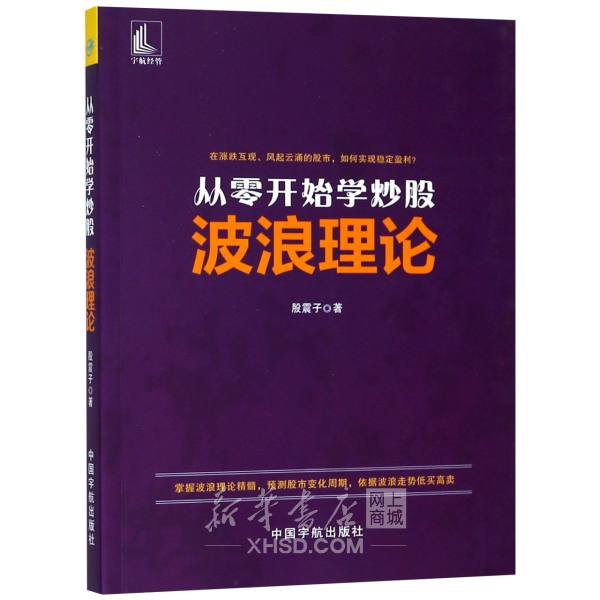 宇航经管
在涨跌互现、风起云涌的股市，如何实现稳定盈利？
从零开始学炒股
波浪理论
股震子◎著
掌握波浪理论精髓，预测股市变化周期，依据波浪走势低买高卖
中国宇航出版社
从零开始学炒股 波浪理论
股震子◎著
中国宇航出版社
新华书店
网上商城
XHSD.COM